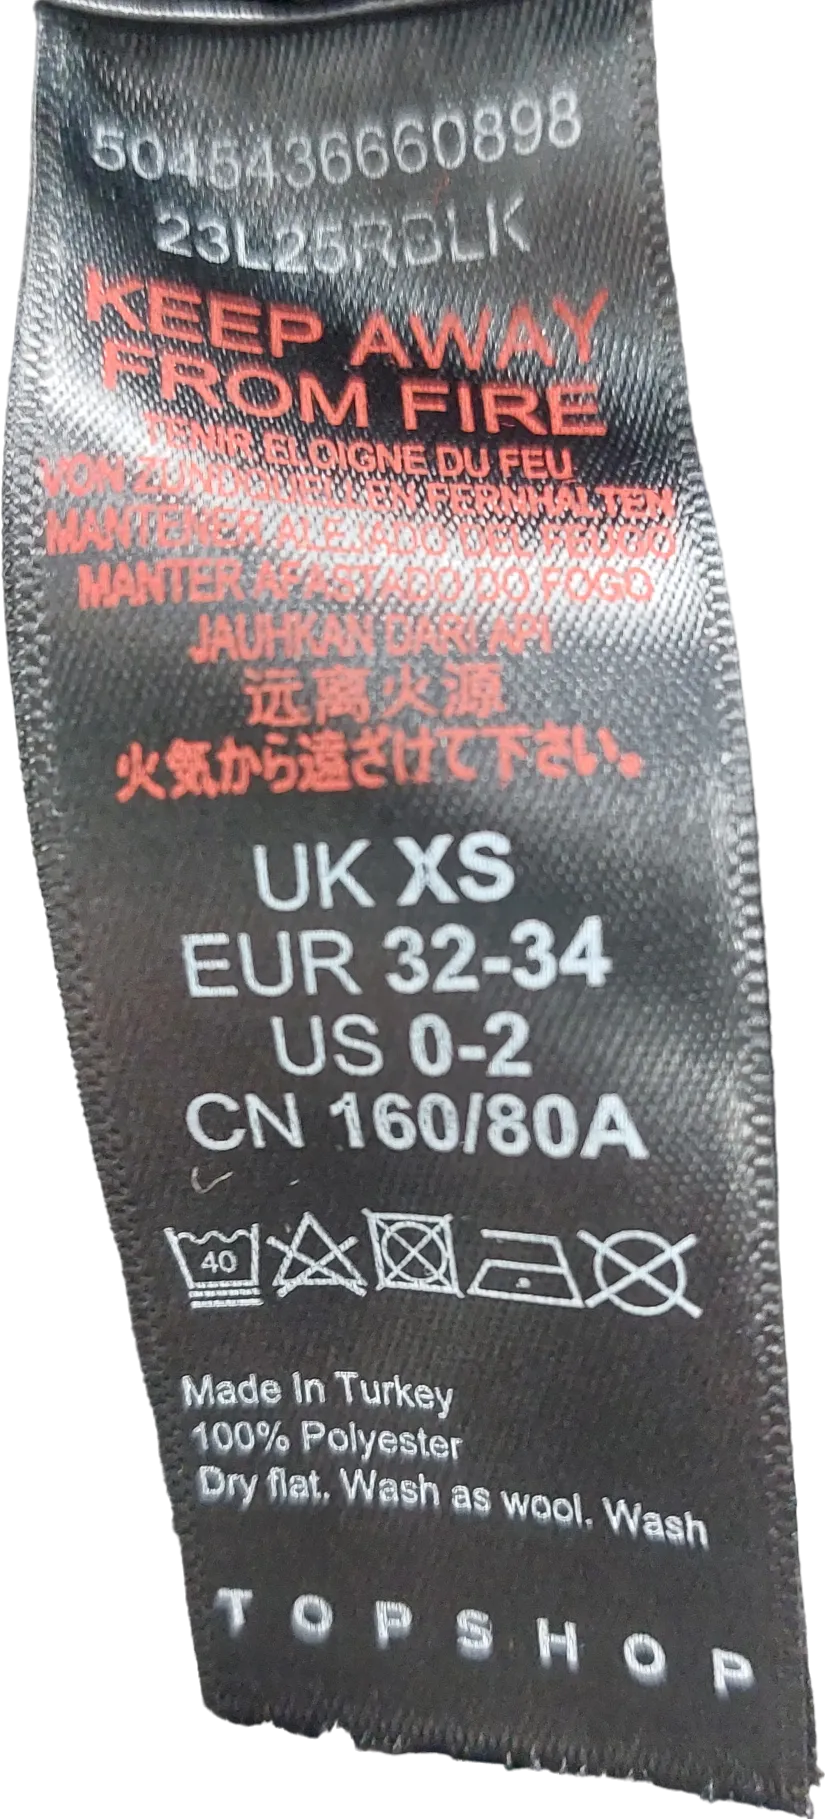 5045436660898
23L25RBLK
KEEP AWAY
FROM FIRE
TENIR ELOIGNE DU FEU
VON ZUNDQUELLEN FERNHALTEN
MANTENER ALEJADO DEL FEUGO
MANTER AFASTADO DO FOGO
JAUHKAN DARI API
远离火源
火気から遠ざけて下さい。
UK XS
EUR 32-34
US 0-2
CN 160/80A
40
Made In Turkey
100% Polyester
Dry flat. Wash as wool. Wash
TOPSHOP